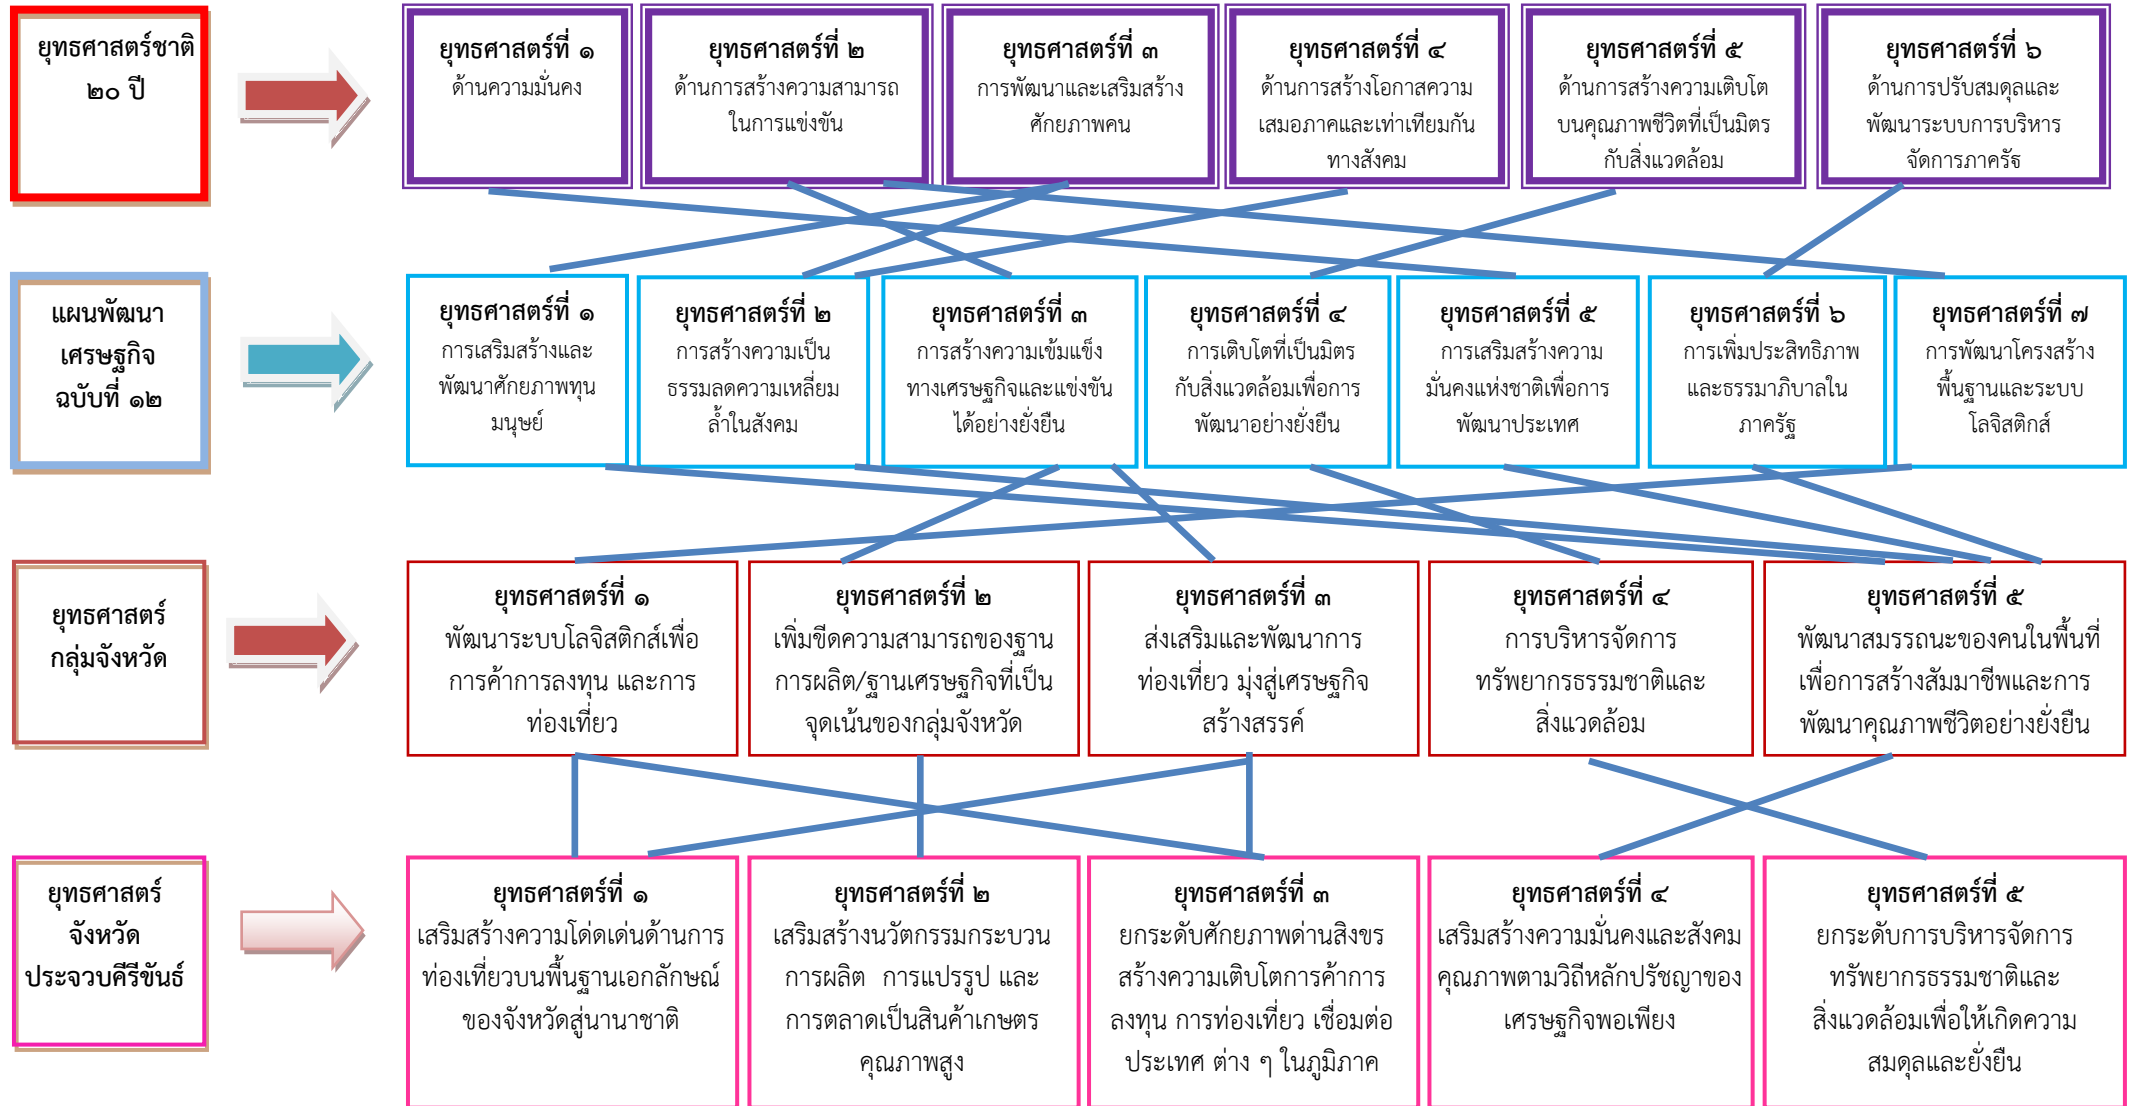 ยุทธศาสตร์ชาติ
๒๐ ปี
ยุทธศาสตร์ที่ ๑
ด้านความมั่นคง
ยุทธศาสตร์ที่ ๒
ด้านการสร้างความสามารถ
ในการแข่งขัน
ยุทธศาสตร์ที่ ๓
การพัฒนาและเสริมสร้าง
ศักยภาพคน
ยุทธศาสตร์ที่ ๔
ด้านการสร้างโอกาสความ
เสมอภาคและเท่าเทียมกัน
ทางสังคม
ยุทธศาสตร์ที่ ๕
ด้านการสร้างความเติบโต
บนคุณภาพชีวิตที่เป็นมิตร
กับสิ่งแวดล้อม
ยุทธศาสตร์ที่ ๖
ด้านการปรับสมดุลและ
พัฒนาระบบการบริหาร
จัดการภาครัฐ
แผนพัฒนา
เศรษฐกิจ
ฉบับที่ ๑๒
ยุทธศาสตร์ที่ ๑
การเสริมสร้างและ
พัฒนาศักยภาพทุน
มนุษย์
ยุทธศาสตร์ที่ ๒
การสร้างความเป็น
ธรรมลดความเหลี่ยม
ล้ำในสังคม
ยุทธศาสตร์ที่ ๓
การสร้างความเข้มแข็ง
ทางเศรษฐกิจและแข่งขัน
ได้อย่างยั่งยืน
ยุทธศาสตร์ที่ ๔
การเติบโตที่เป็นมิตร
กับสิ่งแวดล้อมเพื่อการ
พัฒนาอย่างยั่งยืน
ยุทธศาสตร์ที่ ๕
การเสริมสร้างความ
มั่นคงแห่งชาติเพื่อการ
พัฒนาประเทศ
ยุทธศาสตร์ที่ ๖
การเพิ่มประสิทธิภาพ
และธรรมาภิบาลใน
ภาครัฐ
ยุทธศาสตร์ที่ ๗
การพัฒนาโครงสร้าง
พื้นฐานและระบบ
โลจิสติกส์
ยุทธศาสตร์
กลุ่มจังหวัด
ยุทธศาสตร์ที่ ๑
พัฒนาระบบโลจิสติกส์เพื่อ
การค้าการลงทุน และการ
ท่องเที่ยว
ยุทธศาสตร์ที่ ๒
เพิ่มขีดความสามารถของฐาน
การผลิต/ฐานเศรษฐกิจที่เป็น
จุดเน้นของกลุ่มจังหวัด
ยุทธศาสตร์ที่ ๓
ส่งเสริมและพัฒนาการ
ท่องเที่ยว มุ่งสู่เศรษฐกิจ
สร้างสรรค์
ยุทธศาสตร์ที่ ๔
การบริหารจัดการ
ทรัพยากรธรรมชาติและ
สิ่งแวดล้อม
ยุทธศาสตร์ที่ ๕
พัฒนาสมรรถนะของคนในพื้นที่
เพื่อการสร้างสัมมาชีพและการ
พัฒนาคุณภาพชีวิตอย่างยั่งยืน
ยุทธศาสตร์
จังหวัด
ประจวบคีรีขันธ์
ยุทธศาสตร์ที่ ๑
เสริมสร้างความโดดเด่นด้านการ
ท่องเที่ยวบนพื้นฐานเอกลักษณ์
ของจังหวัดสู่นานาชาติ
ยุทธศาสตร์ที่ ๒
เสริมสร้างนวัตกรรมกระบวน
การผลิต การแปรรูป และ
การตลาดเป็นสินค้าเกษตร
คุณภาพสูง
ยุทธศาสตร์ที่ ๓
ยกระดับศักยภาพด่านสิงขร
สร้างความเติบโตการค้าการ
ลงทุน การท่องเที่ยว เชื่อมต่อ
ประเทศ ต่าง ๆ ในภูมิภาค
ยุทธศาสตร์ที่ ๔
เสริมสร้างความมั่นคงและสังคม
คุณภาพตามวิถีหลักปรัชญาของ
เศรษฐกิจพอเพียง
ยุทธศาสตร์ที่ ๕
ยกระดับการบริหารจัดการ
ทรัพยากรธรรมชาติและ
สิ่งแวดล้อมเพื่อให้เกิดความ
สมดุลและยั่งยืน